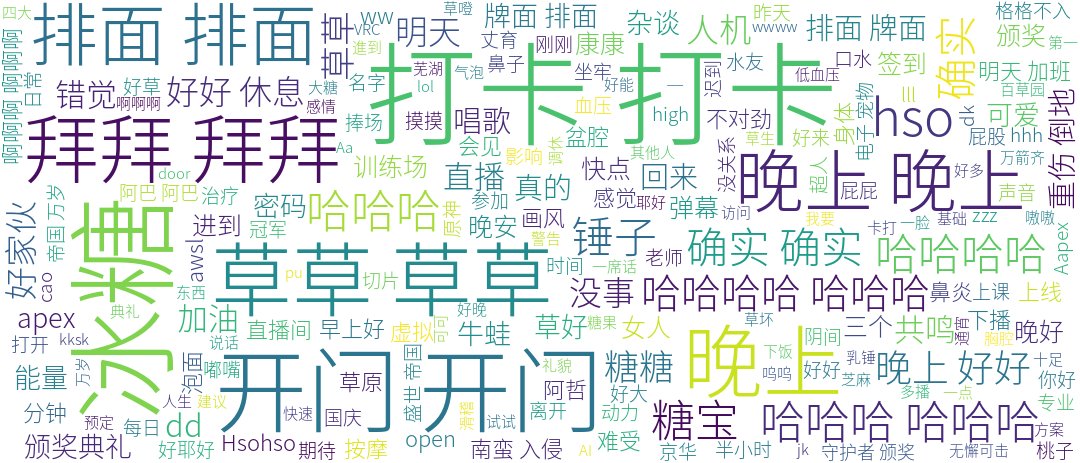 四大
排面 排面
草草
ww
VRC
草噔
明天
丈育
牌面 排面
刚刚
杂谈
康康
人机
昨天
wwww
排面 牌面
格格不入
颁奖
第一
啊啊啊 啊啊啊
日常
進到
名字
芜湖
lol
气泡
鼻子
坐牢
好能
水友
一
口水
低血压
签到
确实
明天 加班
百草园
错觉
好草
啊啊啊
好好 休息
大糖
感情
捧场
摸摸
打卡 打卡
血压
high
迟到
不对劲
草生
好来
身体
电子 宠物
hso
三
dk
可爱
倒地
重伤
拜拜 拜拜
Aa
唱歌
盆腔
会见
训练场
影响
快点
没关系
超人
屁股
hhh
万箭齐
晚上 晚上
好多
door
阿巴 阿巴
治疗
密码
哈哈哈
直播
参加
真的
其他人
感觉
耶好
回来
弹幕
访问
屁屁
我要
卡打
一脸
基础
zzz
声音
嗷嗷
帝国 万岁
冰糖
进到
冠军
原神
晚安
画风
警告
锤子
老师
确实 确实
哈哈哈哈
Aapex
好家伙
cao
awsl
草草 草草
pu
切片
时间
一席话
没事
哈哈哈哈 哈哈哈
鼻炎
上课
上线
东西
典礼
加油
直播间
早上好
虚拟
可
牛蛙
草好
糖果
女人
晚上
草坏
阴间
三个
共鸣
下播
通宵
晚好
apex
打开
kksk
说话
好晚
礼貌
糖糖
下饭
乳锤
胸腔
晚上 好好
十足
能量
万岁
嘟嘴
泡面
草原
开门 开门
盛世 帝国
阿哲
好大
呜呜
好好
芝麻
你好
分钟
预定
每日
人生
建议
快速
国庆
滑稽
试试
离开
动力
糖宝
哈哈哈 哈哈哈哈
多播
一点
专业
颁奖典礼
dd
好耶好
Hsohso
期待
按摩
open
南蛮 入侵
AI
难受
京华
半小时
jk
守护者 颁奖
无懈可击
方案
桃子